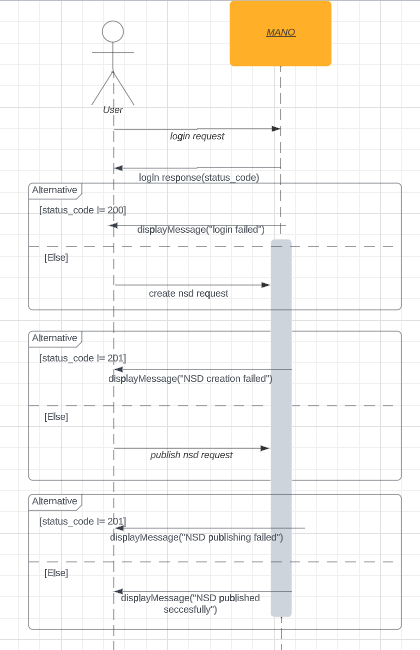 MANO
User
login request
login response(status_code)
Alternative
[status_code != 200]
displayMessage("login failed")
[Else]
create nsd request
Alternative
[status_code != 201]
displayMessage("NSD creation failed")
[Else]
publish nsd request
Alternative
[status_code != 201]
displayMessage("NSD publishing failed")
[Else]
displayMessage("NSD published
seccesfully")